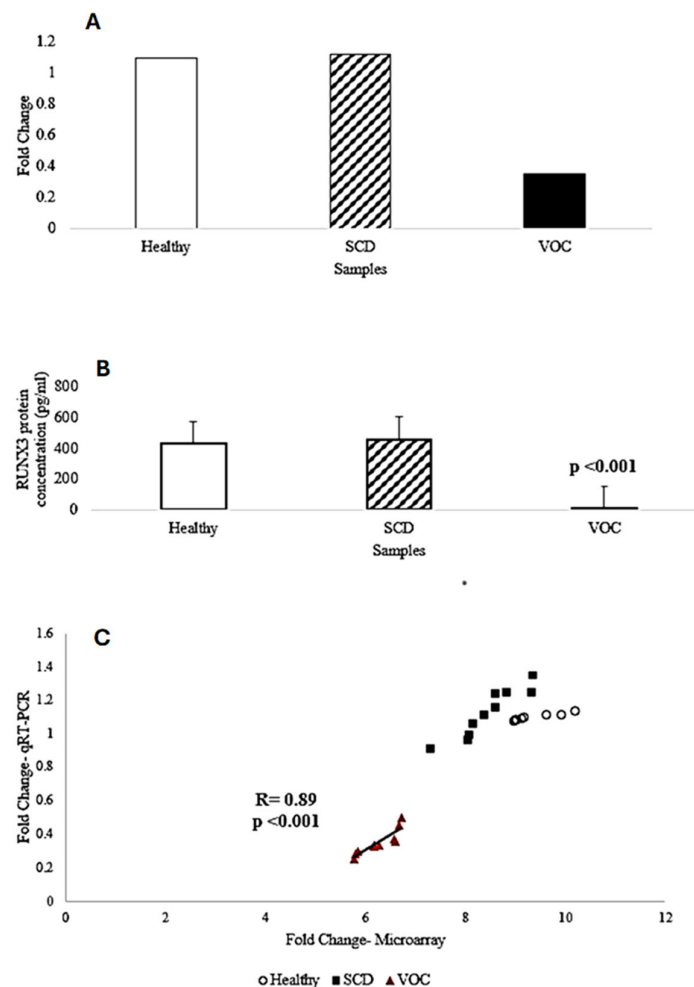 A
Fold Change
1.2
1
0.8
0.6
0.4
0.2
0
Healthy
SCD
VOC
Samples
B
RUNX3 protein
concentration (pg/ml)
800
600
400
200
0
p <0.001
Healthy
SCD
VOC
Samples
C
Fold Change- qRT-PCR
1.6
1.4
1.2
1
0.8
0.6
0.4
0.2
0
R= 0.89
p <0.001
0 2 4 6 8 10 12
Fold Change- Microarray
Healthy SCD VOC